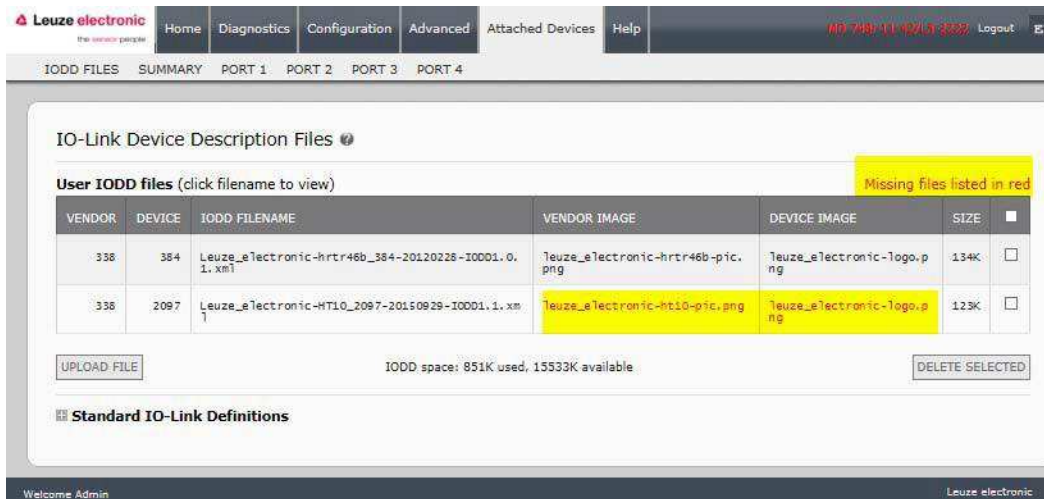 Leuze electronic
the sensor people
Home Diagnostics Configuration Advanced Attached Devices Help
Logout
IODD FILES SUMMARY PORT 1 PORT 2 PORT 3 PORT 4
IO-Link Device Description Files
User IODD files (click filename to view)
Missing files listed in red
VENDOR DEVICE IODD FILENAME VENDOR IMAGE DEVICE IMAGE SIZE
338 384 Leuze_electronic-hrtr46b_384-20120228-IODD1.0. leuze_electronic-hrtr46b-pic. leuze_electronic-logo.p 134K
1.xml png ng
338 2097 Leuze_electronic-HT10_2097-20150929-IODD1.1.xm leuze_electronic-ht10-pic.png leuze_electronic-logo.p 123K
l ng
UPLOAD FILE IODD space: 851K used, 15533K available DELETE SELECTED
Standard IO-Link Definitions
Welcome Admin Leuze electronic